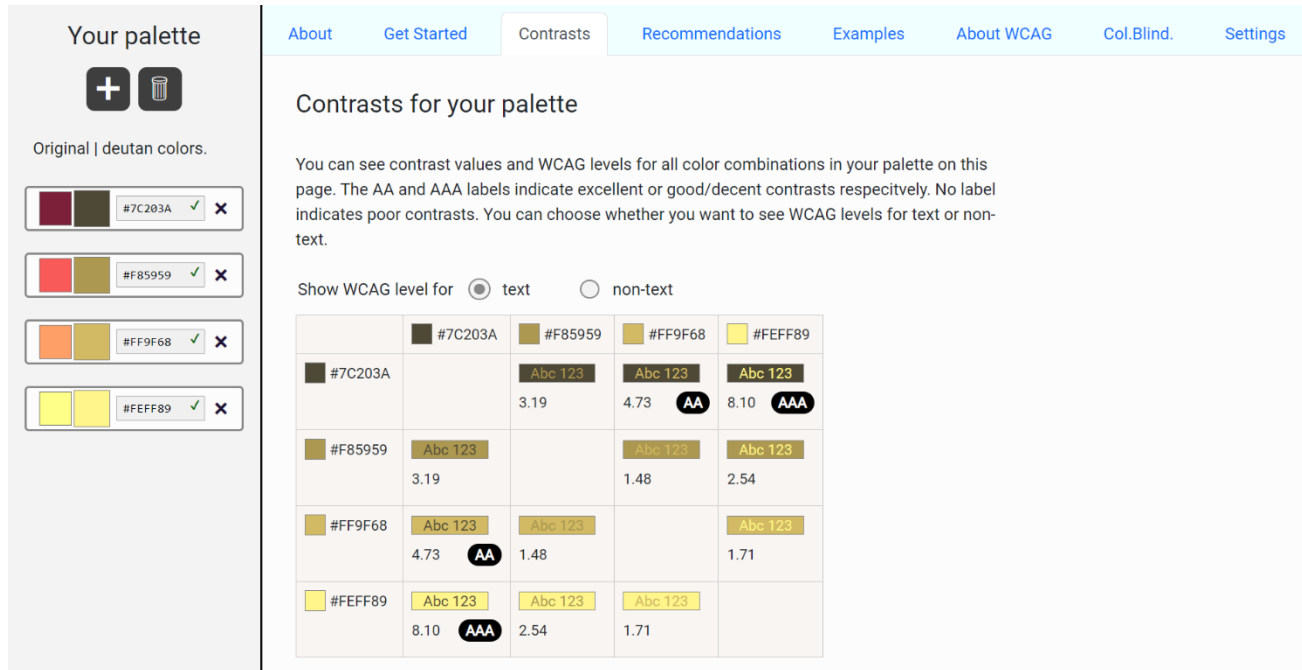 Your palette
About Get Started Contrasts Recommendations Examples About WCAG Col.Blind. Settings
Original | deutan colors.
#7C203A ✓ ×
#F85959 ✓ ×
#FF9F68 ✓ ×
#FEFF89 ✓ ×
Contrasts for your palette
You can see contrast values and WCAG levels for all color combinations in your palette on this
page. The AA and AAA labels indicate excellent or good/decent contrasts respecitvely. No label
indicates poor contrasts. You can choose whether you want to see WCAG levels for text or non-
text.
Show WCAG level for text non-text
#7C203A #F85959 #FF9F68 #FEFF89
#7C203A Abc 123 Abc 123 Abc 123
3.19 4.73 AA 8.10 AAA
#F85959 Abc 123 Abc 123 Abc 123
3.19 1.48 2.54
#FF9F68 Abc 123 Abc 123 Abc 123
4.73 AA 1.48 1.71
#FEFF89 Abc 123 Abc 123 Abc 123
8.10 AAA 2.54 1.71